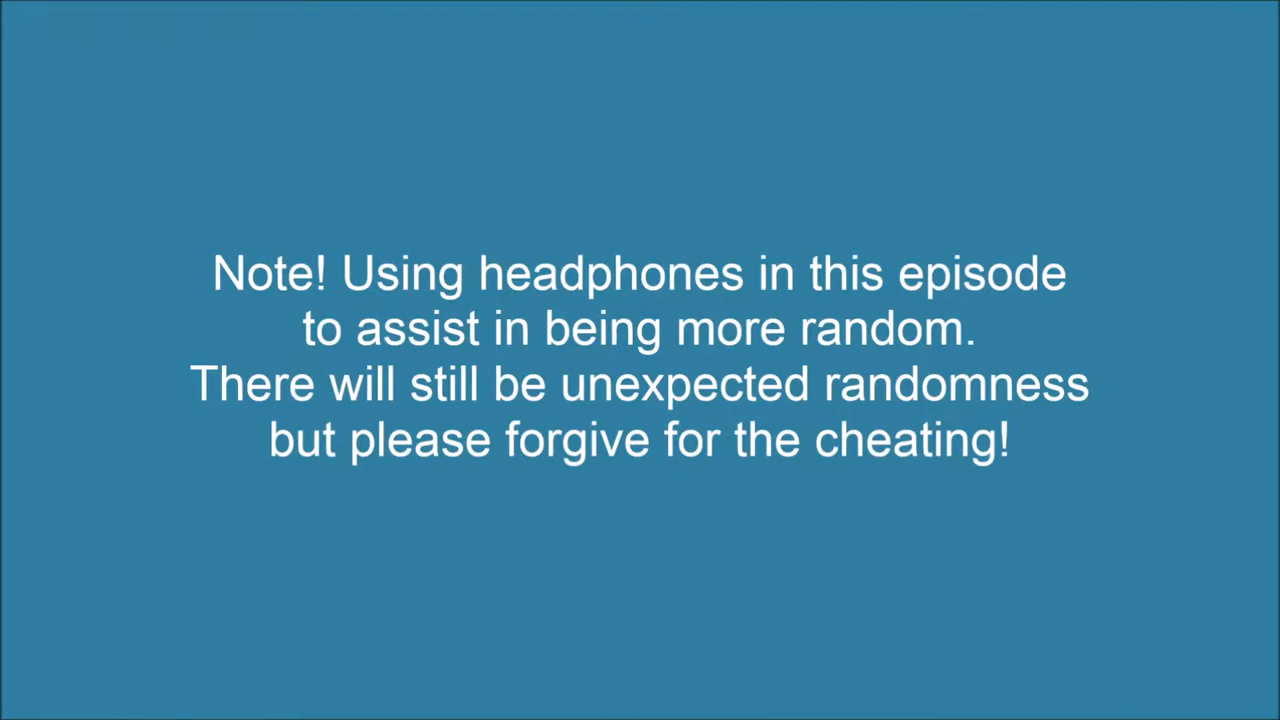 Note! Using headphones in this episode
to assist in being more random.
There will still be unexpected randomness
but please forgive for the cheating!